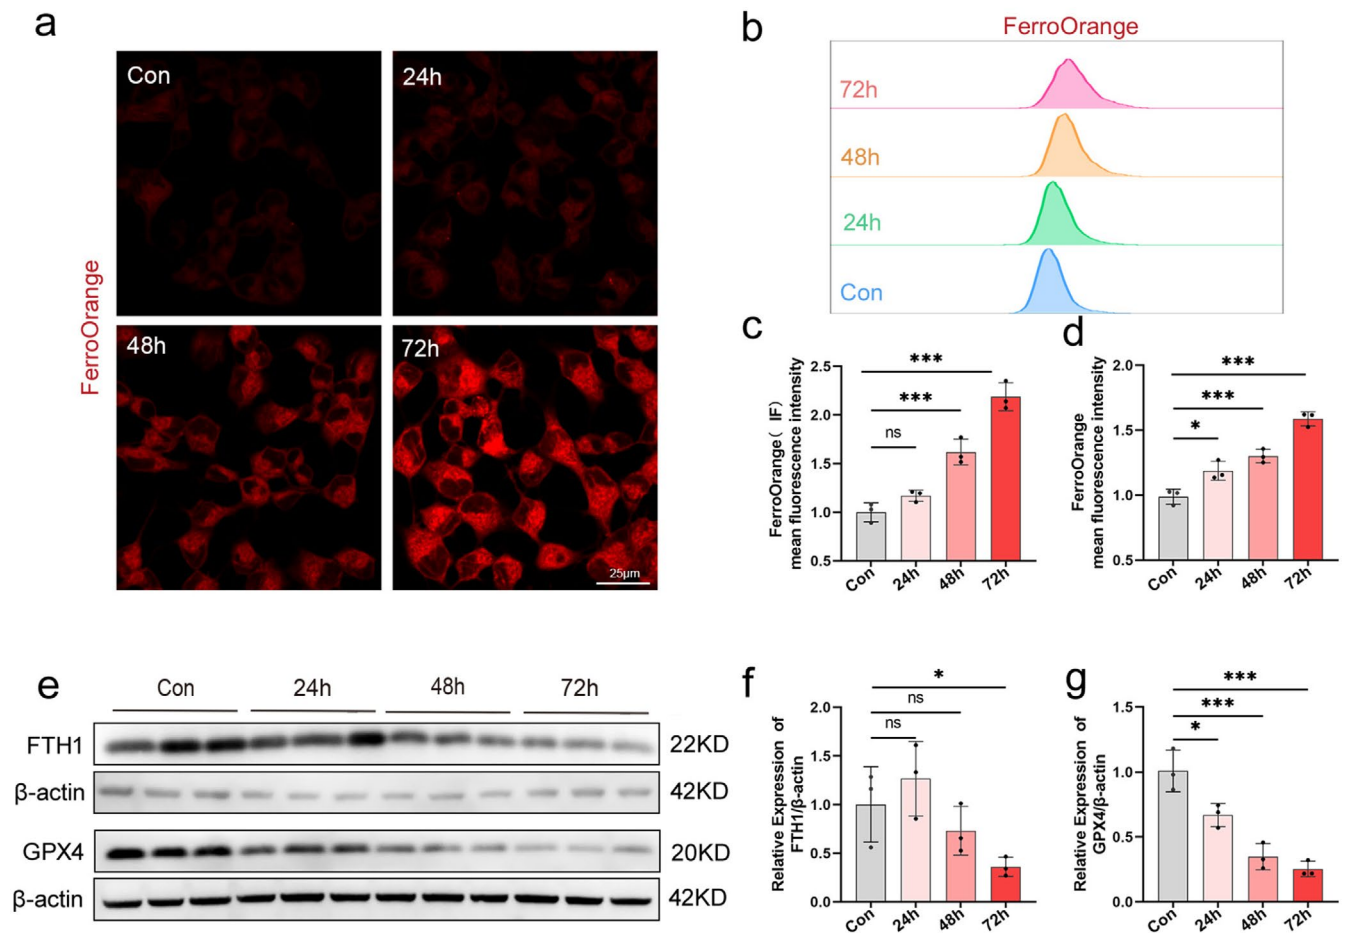 a
FerroOrange
Con
24h
48h
72h
25μm
b
FerroOrange
72h
48h
24h
Con
c
FerroOrange( IF)
mean fluorescence intensity
2.5
2.0
1.5
1.0
0.5
***
***
ns
Con
24h
48h
72h
d
FerroOrange
mean fluorescence intensity
2.0
1.5
1.0
0.5
***
***
*
Con
24h
48h
72h
e
Con
24h
48h
72h
FTH1
22KD
β-actin
42KD
GPX4
20KD
β-actin
42KD
f
Relative Expression of
FTH1/β-actin
2.0
1.5
1.0
0.5
0.0
*
ns
ns
Con
24h
48h
72h
g
Relative Expression of
GPX4/β-actin
1.5
1.0
0.5
0.0
***
***
*
Con
24h
48h
72h